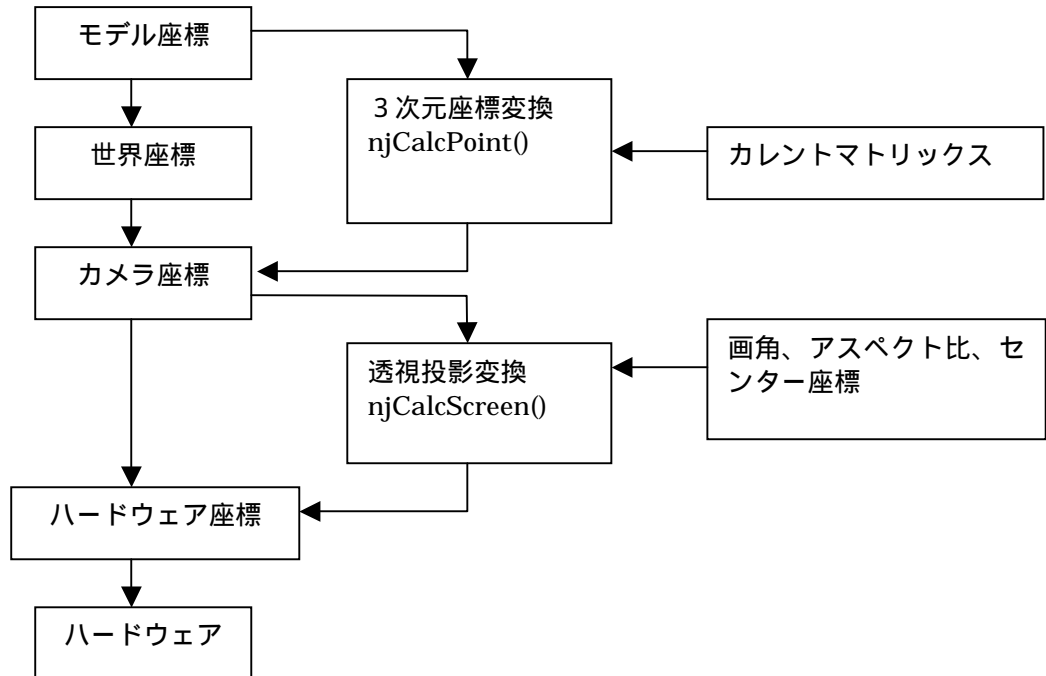 モデル座標
３次元座標変換
njCalcPoint()
世界座標
カレントマトリックス
カメラ座標
透視投影変換
njCalcScreen()
画角、アスペクト比、セ
ンター座標
ハードウェア座標
ハードウェア